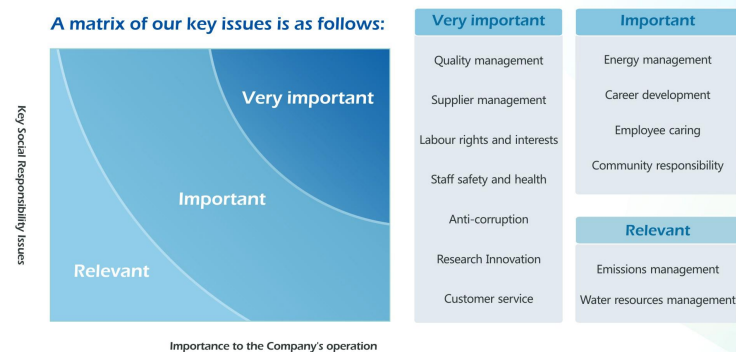 A matrix of our key issues is as follows:
Key Social Responsibility Issues
Very important
Important
Relevant
Importance to the Company's operation
Very important
Quality management
Supplier management
Labour rights and interests
Staff safety and health
Anti-corruption
Research Innovation
Customer service
Important
Energy management
Career development
Employee caring
Community responsibility
Relevant
Emissions management
Water resources management